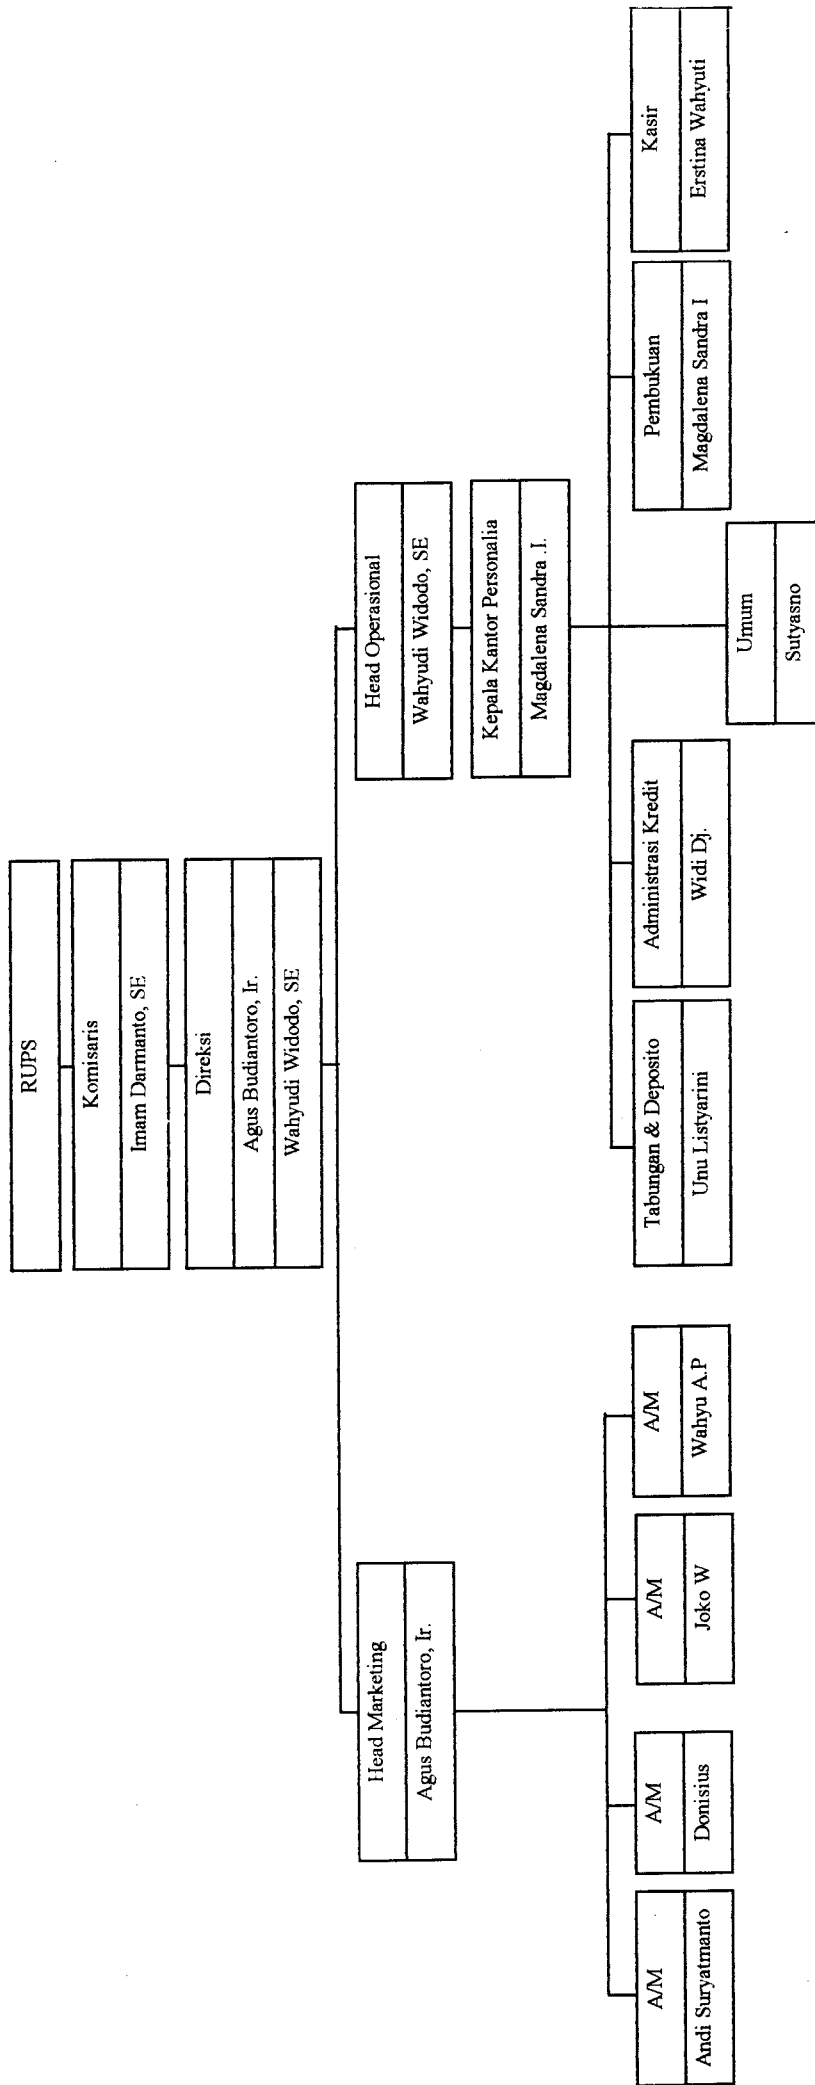 RUPS
Komisaris
Imam Darmanto, SE
Direksi
Agus Budiantoro, Ir.
Wahyudi Widodo, SE
Head Marketing
Agus Budiantoro, Ir.
Head Operasional
Wahyudi Widodo, SE
Kepala Kantor Personalia
Magdalena Sandra .I.
A/M
Andi Suryatmanto
A/M
Donisius
A/M
Joko W
A/M
Wahyu A.P
Tabungan & Deposito
Unu Listyarini
Administrasi Kredit
Widi Dj.
Umum
Sutyasno
Pembukuan
Magdalena Sandra I
Kasir
Erstina Wahyuti